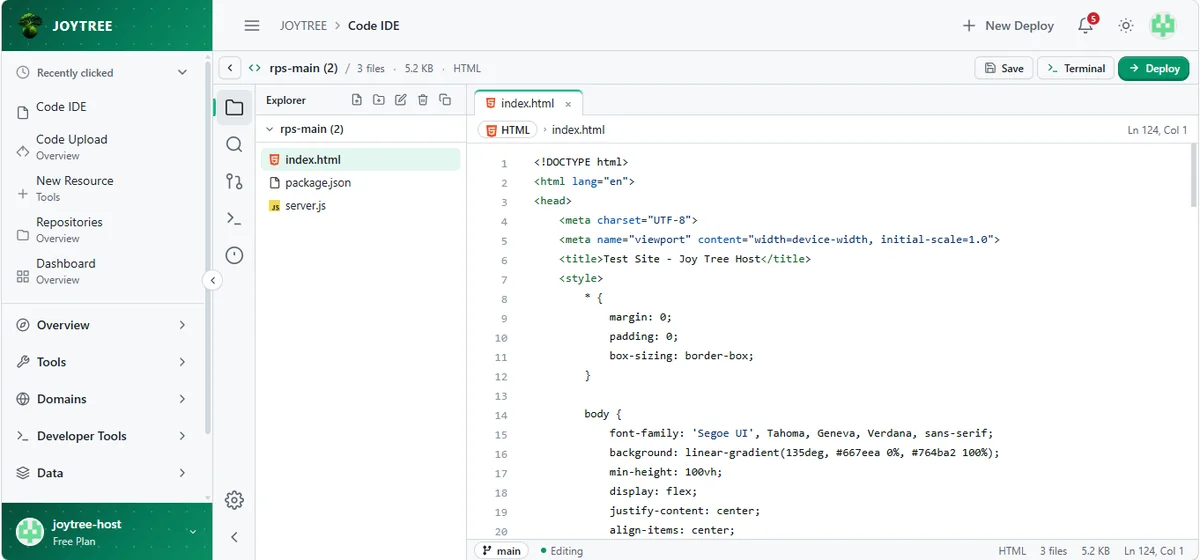 JOYTREE
JOYTREE > Code IDE
New Deploy
5
Recently clicked
Code IDE
Code Upload
Overview
New Resource
Tools
Repositories
Overview
Dashboard
Overview
Overview
Tools
Domains
Developer Tools
Data
joytree-host
Free Plan
rps-main (2) / 3 files · 5.2 KB · HTML
Save
Terminal
Deploy
Explorer
rps-main (2)
index.html
package.json
JS server.js
index.html ×
HTML › index.html
Ln 124, Col 1
1 <!DOCTYPE html>
2 <html lang="en">
3 <head>
4 <meta charset="UTF-8">
5 <meta name="viewport" content="width=device-width, initial-scale=1.0">
6 <title>Test Site - Joy Tree Host</title>
7 <style>
8 * {
9 margin: 0;
10 padding: 0;
11 box-sizing: border-box;
12 }
13
14 body {
15 font-family: 'Segoe UI', Tahoma, Geneva, Verdana, sans-serif;
16 background: linear-gradient(135deg, #667eea 0%, #764ba2 100%);
17 min-height: 100vh;
18 display: flex;
19 justify-content: center;
20 align-items: center;
main
Editing
HTML 3 files 5.2 KB Ln 124, Col 1